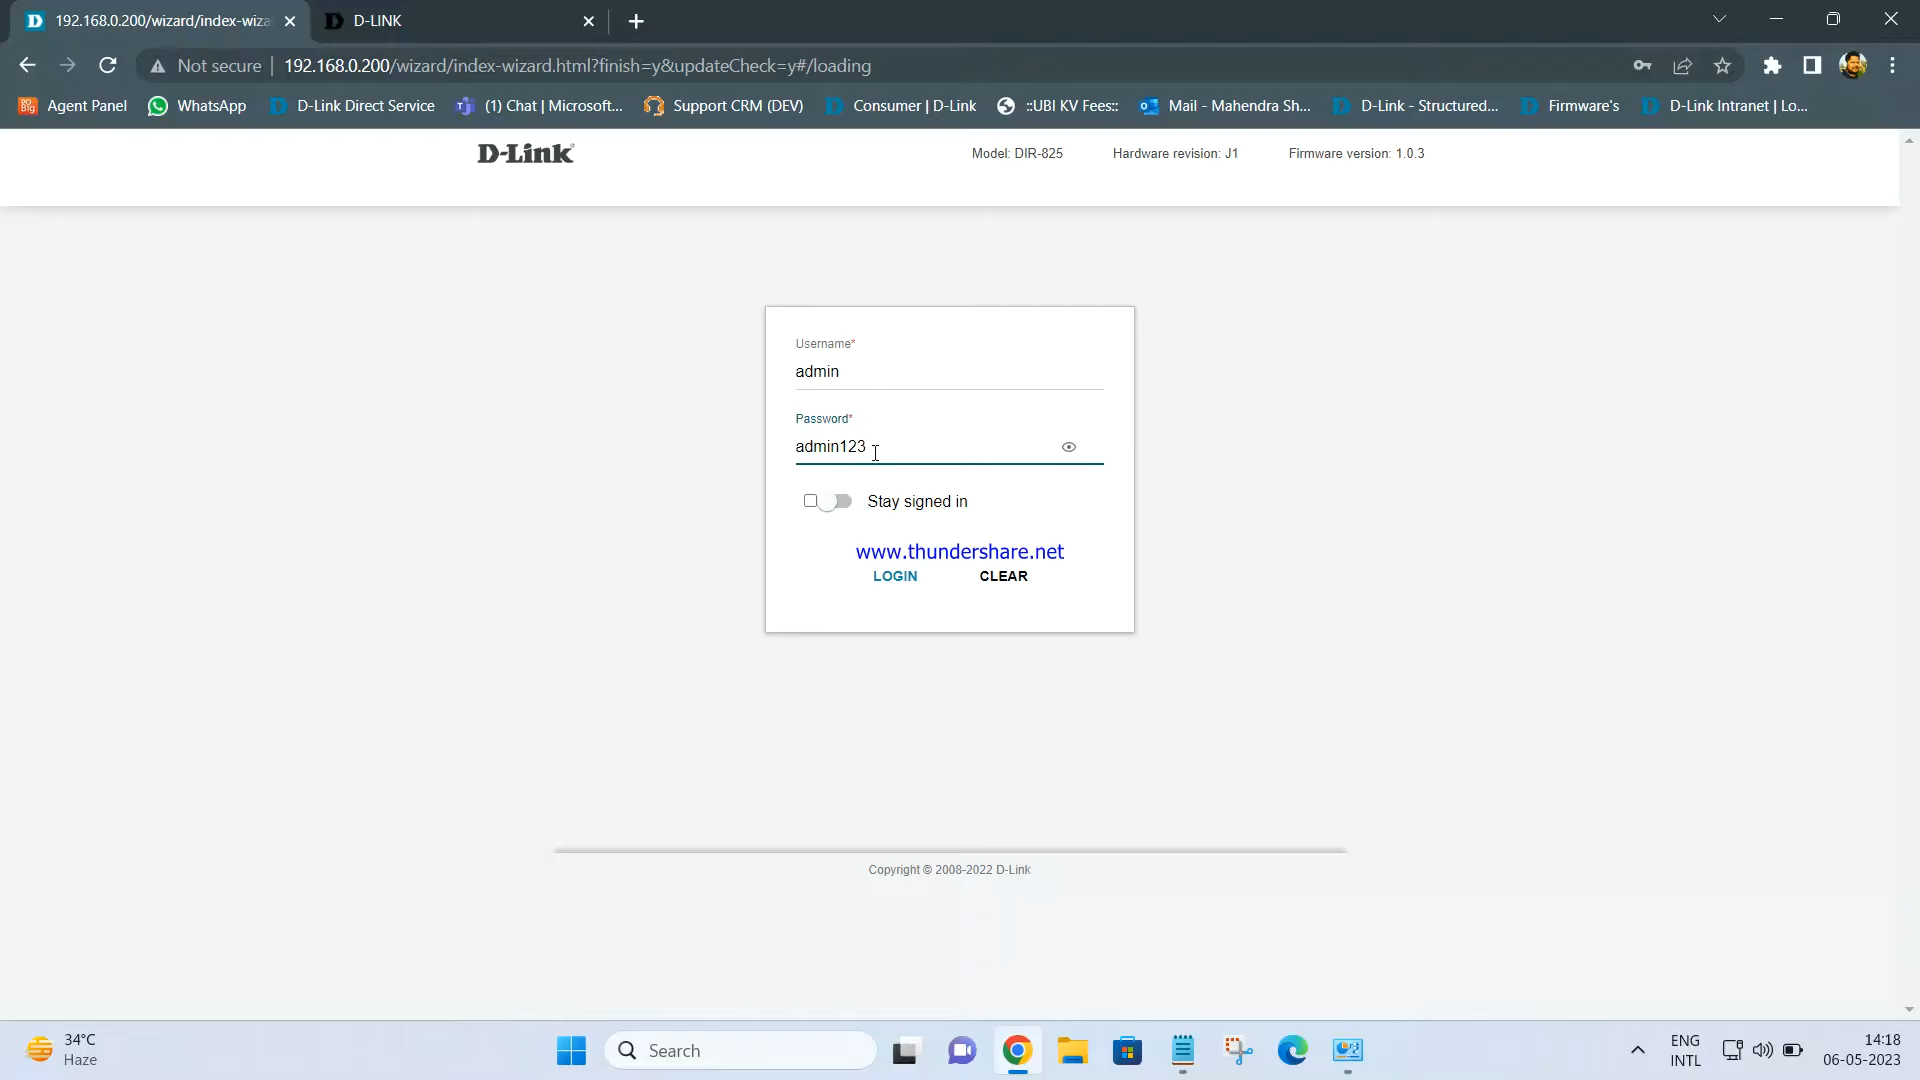 192.168.0.200/wizard/index-wiza
D-LINK
Not secure
192.168.0.200/wizard/index-wizard.html?finish=y&updateCheck=y#/loading
Agent Panel
WhatsApp
D-Link Direct Service
(1) Chat | Microsoft...
Support CRM (DEV)
Consumer | D-Link
::UBI KV Fees::
Mail - Mahendra Sh...
D-Link - Structured...
Firmware's
D-Link Intranet | Lo...
D-Link
Model: DIR-825
Hardware revision: J1
Firmware version: 1.0.3
Username*
admin
Password*
admin123
Stay signed in
www.thundershare.net
LOGIN
CLEAR
Copyright © 2008-2022 D-Link
34°C
Haze
Search
ENG
INTL
14:18
06-05-2023